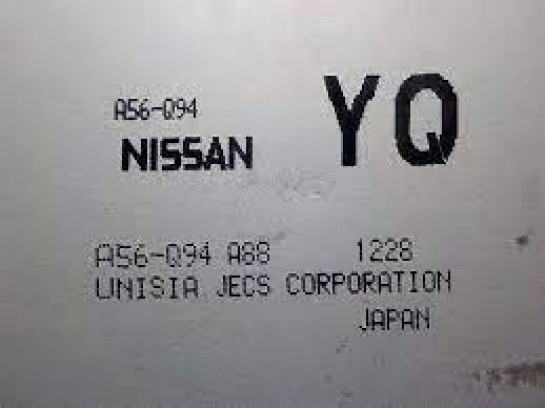 A56-Q94
NISSAN YQ
A56-Q94 A88 1228
UNISIA JECS CORPORATION
JAPAN